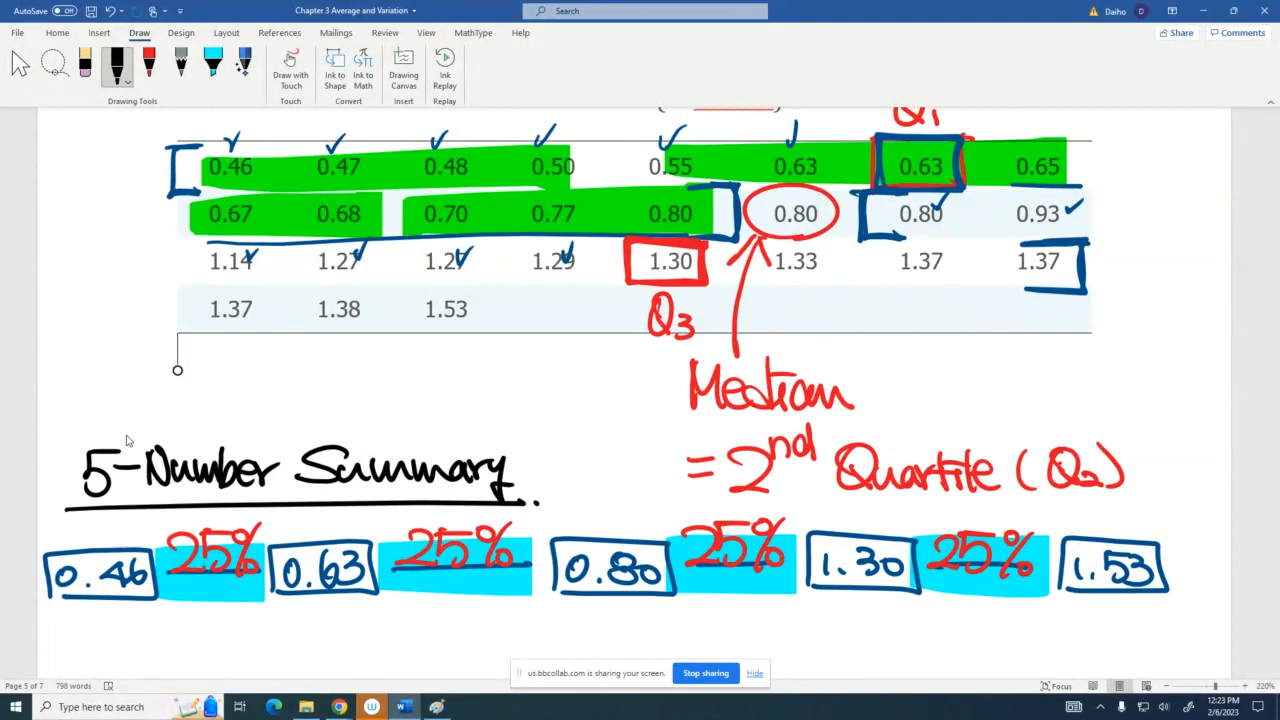 AutoSave Off Chapter 3 Average and Variation Search Daiho D
File Home Insert Draw Design Layout References Mailings Review View MathType Help Share Comments
Draw with Touch Ink to Shape Ink to Math Drawing Canvas Ink Replay
Drawing Tools Touch Convert Insert Replay
Q1
0.46 0.47 0.48 0.50 0.55 0.63 0.63 0.65
0.67 0.68 0.70 0.77 0.80 0.80 0.80 0.93
1.14 1.27 1.27 1.29 1.30 1.33 1.37 1.37
1.37 1.38 1.53
Q3
Median
5-Number Summary.
= 2nd Quartile (Q2)
0.46 25% 0.63 25% 0.80 25% 1.30 25% 1.53
us.bbcollab.com is sharing your screen. Stop sharing Hide
Page 5 of 7 798 words Focus 220%
Type here to search 12:23 PM
2/6/2023